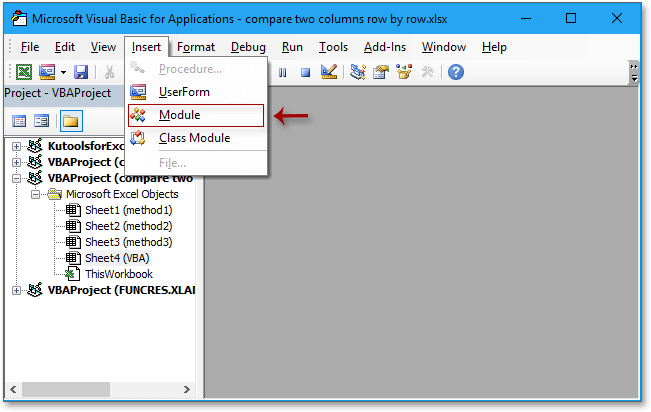 Microsoft Visual Basic for Applications - compare two columns row by row.xlsx
File Edit View Insert Format Debug Run Tools Add-Ins Window Help
Procedure...
UserForm
Module
Class Module
File...
Project - VBAProject
KutoolsforExc
VBAProject (c
VBAProject (compare two
Microsoft Excel Objects
Sheet1 (method1)
Sheet2 (method2)
Sheet3 (method3)
Sheet4 (VBA)
ThisWorkbook
VBAProject (FUNCRES.XLA